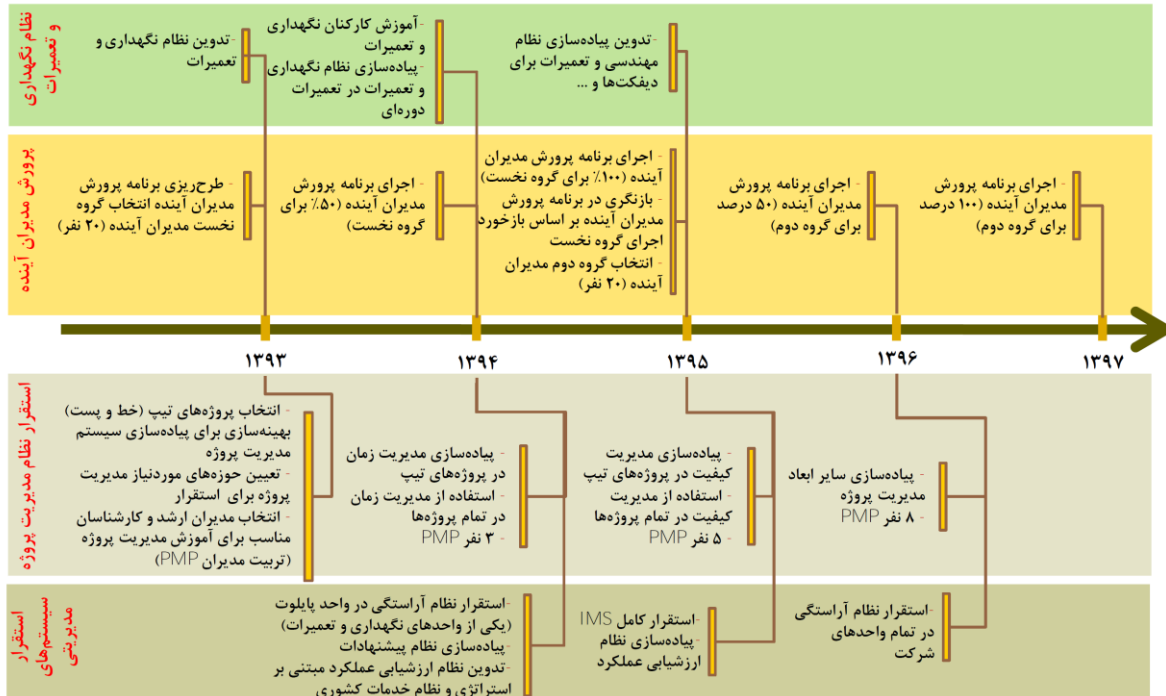 نظام نگهداری
و تعمیرات
-تدوین نظام نگهداری و
تعمیرات
-آموزش کارکنان نگهداری
و تعمیرات
-پیاده‌سازی نظام نگهداری
و تعمیرات در تعمیرات
دوره‌ای
-تدوین پیاده‌سازی نظام
مهندسی و تعمیرات برای
دیفکت‌ها و ...
پرورش مدیران آینده
- طرح‌ریزی برنامه پرورش
مدیران آینده انتخاب گروه
نخست مدیران آینده (۲۰ نفر)
- اجرای برنامه پرورش
مدیران آینده (۵۰٪ برای
گروه نخست)
- اجرای برنامه پرورش مدیران
آینده (۱۰۰٪ برای گروه نخست)
- بازنگری در برنامه پرورش
مدیران آینده بر اساس بازخورد
اجرای گروه نخست
- انتخاب گروه دوم مدیران
آینده (۲۰ نفر)
- اجرای برنامه پرورش
مدیران آینده (۵۰ درصد
برای گروه دوم)
- اجرای برنامه پرورش
مدیران آینده (۱۰۰ درصد
برای گروه دوم)
۱۳۹۳
۱۳۹۴
۱۳۹۵
۱۳۹۶
۱۳۹۷
استقرار نظام مدیریت پروژه
- انتخاب پروژه‌های تیپ (خط و پست)
بهینه‌سازی برای پیاده‌سازی سیستم
مدیریت پروژه
- تعیین حوزه‌های موردنیاز مدیریت
پروژه برای استقرار
- انتخاب مدیران ارشد و کارشناسان
مناسب برای آموزش مدیریت پروژه
(تربیت مدیران PMP)
- پیاده‌سازی مدیریت زمان
در پروژه‌های تیپ
- استفاده از مدیریت زمان
در تمام پروژه‌ها
- ۳ نفر PMP
- پیاده‌سازی مدیریت
کیفیت در پروژه‌های تیپ
- استفاده از مدیریت
کیفیت در تمام پروژه‌ها
- ۵ نفر PMP
- پیاده‌سازی سایر ابعاد
مدیریت پروژه
- ۸ نفر PMP
استقرار
سیستم‌های
مدیریتی
-استقرار نظام آراستگی در واحد پایلوت
(یکی از واحدهای نگهداری و تعمیرات)
-پیاده‌سازی نظام پیشنهادات
-تدوین نظام ارزشیابی عملکرد مبتنی بر
استراتژی و نظام خدمات کشوری
-استقرار کامل IMS
-پیاده‌سازی نظام
ارزشیابی عملکرد
-استقرار نظام آراستگی
در تمام واحدهای
شرکت